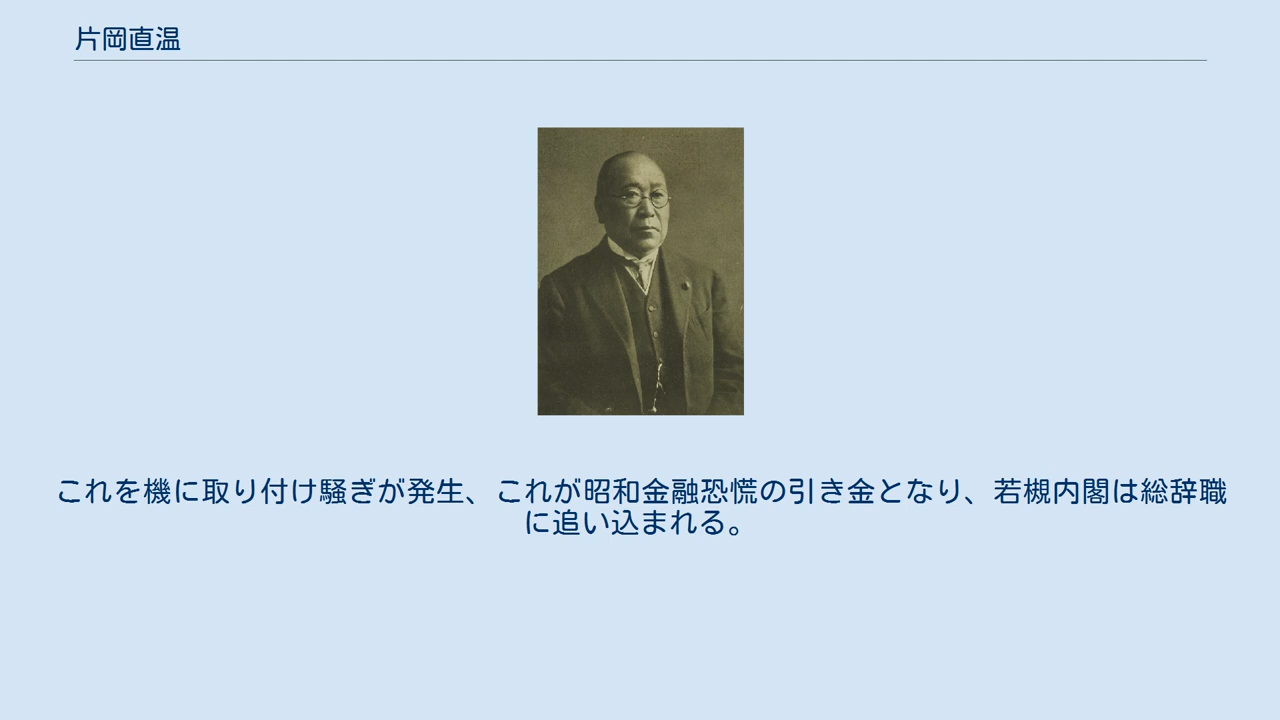 片岡直温
これを機に取り付け騒ぎが発生、これが昭和金融恐慌の引き金となり、若槻内閣は総辞職
に追い込まれる。